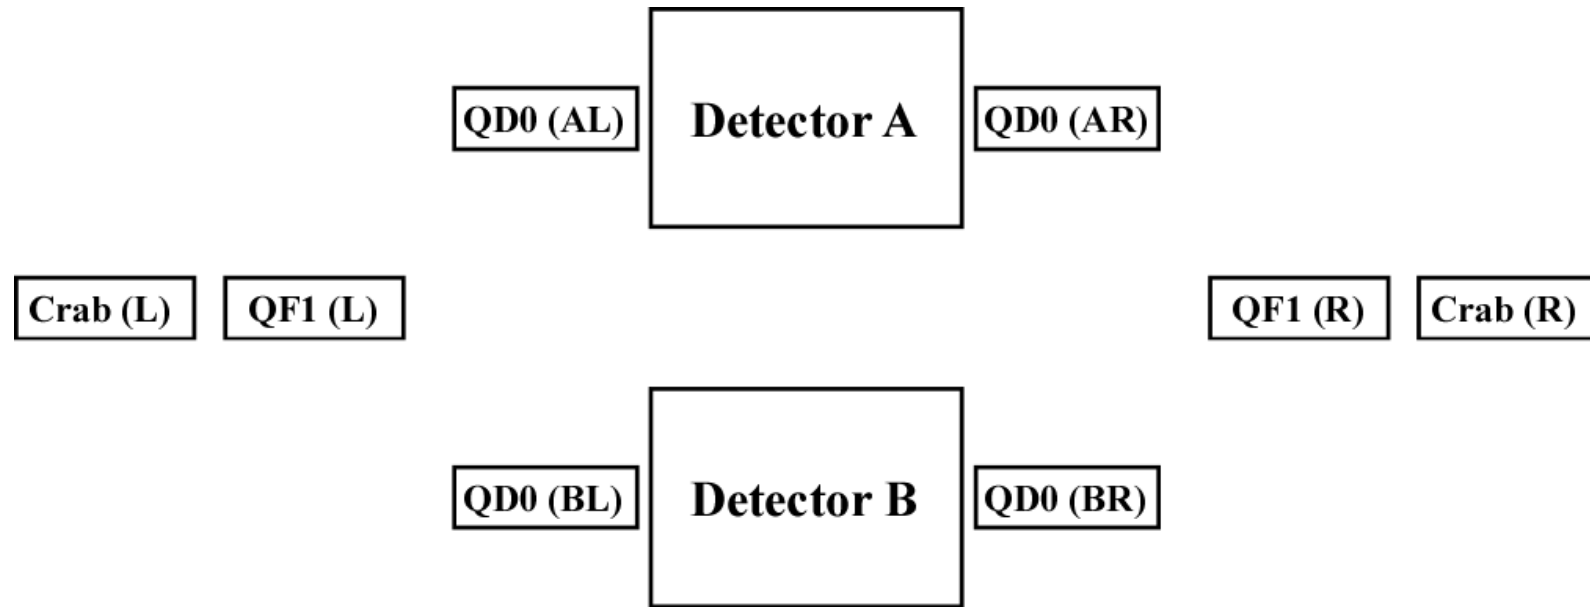 QD0 (AL)
Detector A
QD0 (AR)
Crab (L)
QF1 (L)
QF1 (R)
Crab (R)
QD0 (BL)
Detector B
QD0 (BR)